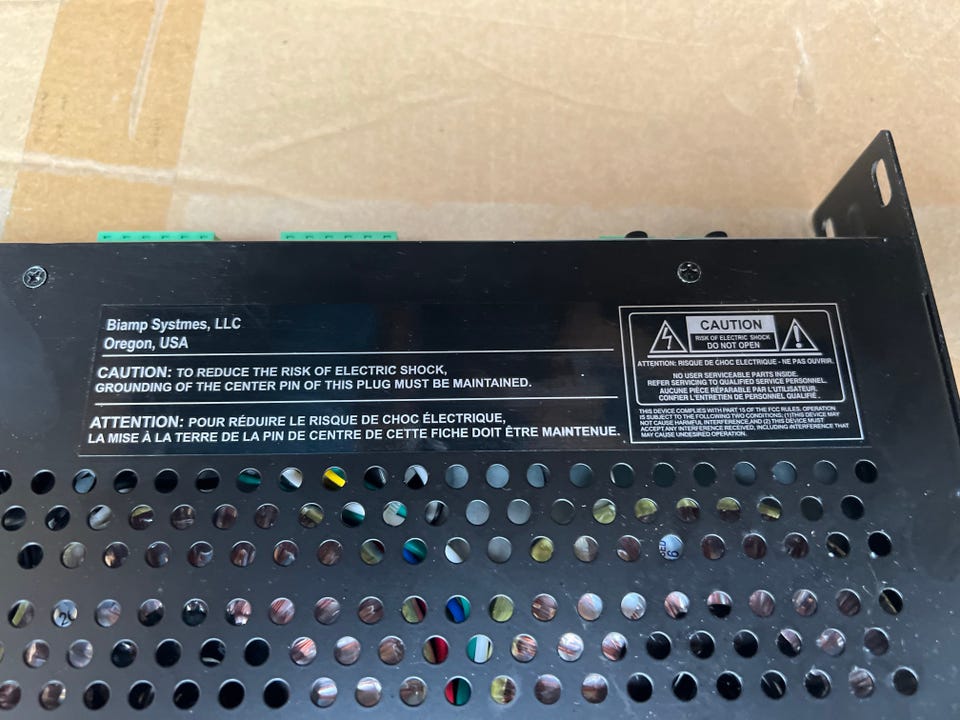 Biamp Systmes, LLC
Oregon, USA
CAUTION: TO REDUCE THE RISK OF ELECTRIC SHOCK,
GROUNDING OF THE CENTER PIN OF THIS PLUG MUST BE MAINTAINED.
ATTENTION: POUR RÉDUIRE LE RISQUE DE CHOC ÉLECTRIQUE,
LA MISE À LA TERRE DE LA PIN DE CENTRE DE CETTE FICHE DOIT ÊTRE MAINTENUE.
CAUTION
RISK OF ELECTRIC SHOCK
DO NOT OPEN
ATTENTION: RISQUE DE CHOC ELECTRIQUE - NE PAS OUVRIR.
NO USER SERVICEABLE PARTS INSIDE.
REFER SERVICING TO QUALIFIED SERVICE PERSONNEL.
AUCUNE PIÈCE RÉPARABLE PAR L'UTILISATEUR.
CONFIER L'ENTRETIEN DE PERSONNEL QUALIFIÉ.
THIS DEVICE COMPLIES WITH PART 15 OF THE FCC RULES. OPERATION
IS SUBJECT TO THE FOLLOWING TWO CONDITIONS; (1)THIS DEVICE MAY
NOT CAUSE HARMFUL INTERFERENCE,AND (2) THIS DEVICE MUST
ACCEPT ANY INTERFERENCE RECEIVED, INCLUDING INTERFERENCE THAT
MAY CAUSE UNDESIRED OPERATION.